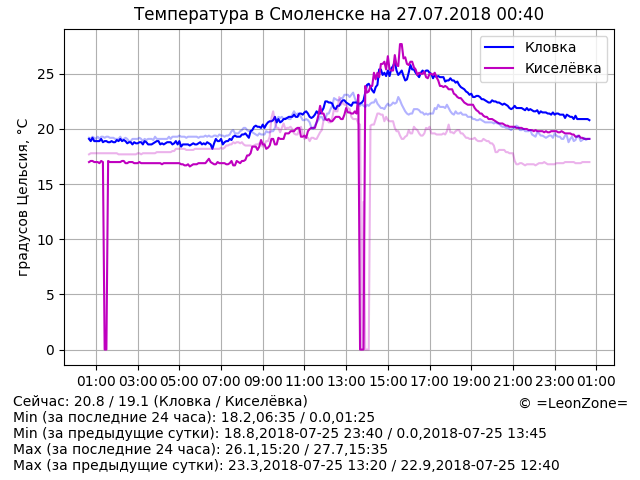 Температура в Смоленске на 27.07.2018 00:40
Кловка
Киселёвка
градусов Цельсия, °C
25
20
15
10
5
0
01:00 03:00 05:00 07:00 09:00 11:00 13:00 15:00 17:00 19:00 21:00 23:00 01:00
Сейчас: 20.8 / 19.1 (Кловка / Киселёвка)
© =LeonZone=
Min (за последние 24 часа): 18.2,06:35 / 0.0,01:25
Min (за предыдущие сутки): 18.8,2018-07-25 23:40 / 0.0,2018-07-25 13:45
Max (за последние 24 часа): 26.1,15:20 / 27.7,15:35
Max (за предыдущие сутки): 23.3,2018-07-25 13:20 / 22.9,2018-07-25 12:40